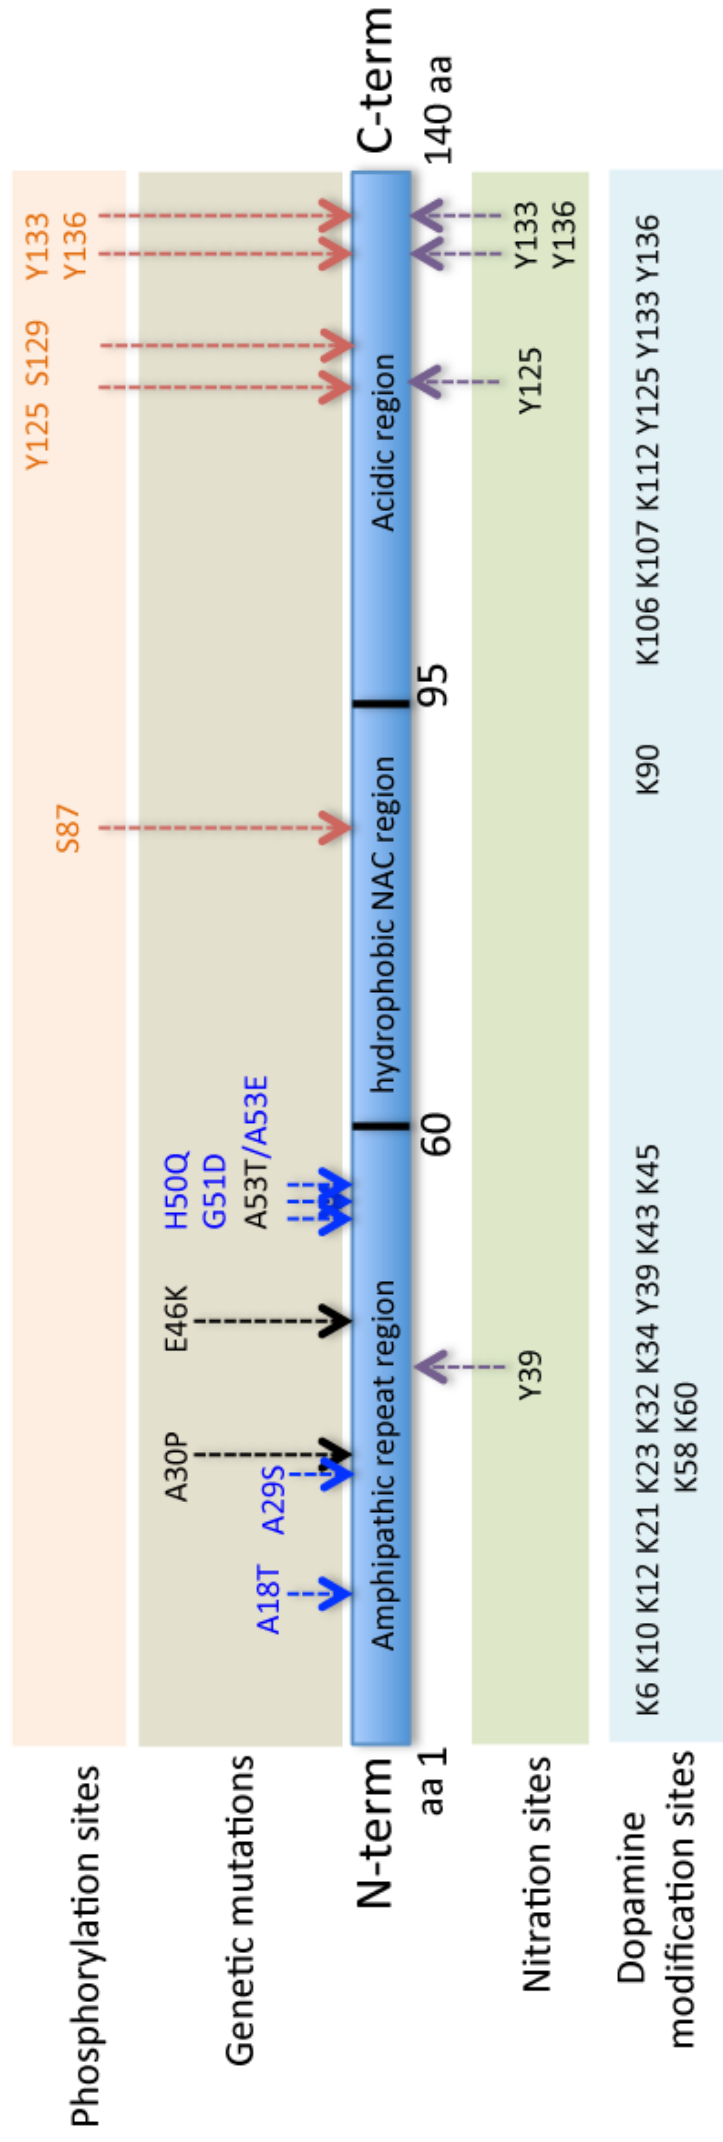 Phosphorylation sites
S87
Y125 S129
Y133
Y136
Genetic mutations
A18T
A29S
A30P
E46K
H50Q
G51D
A53T/A53E
N-term
aa 1
Amphipathic repeat region
60
hydrophobic NAC region
95
Acidic region
C-term
140 aa
Nitration sites
Y39
Y125
Y133
Y136
Dopamine
modification sites
K6 K10 K12 K21 K23 K32 K34 Y39 K43 K45
K58 K60
K90
K106 K107 K112 Y125 Y133 Y136